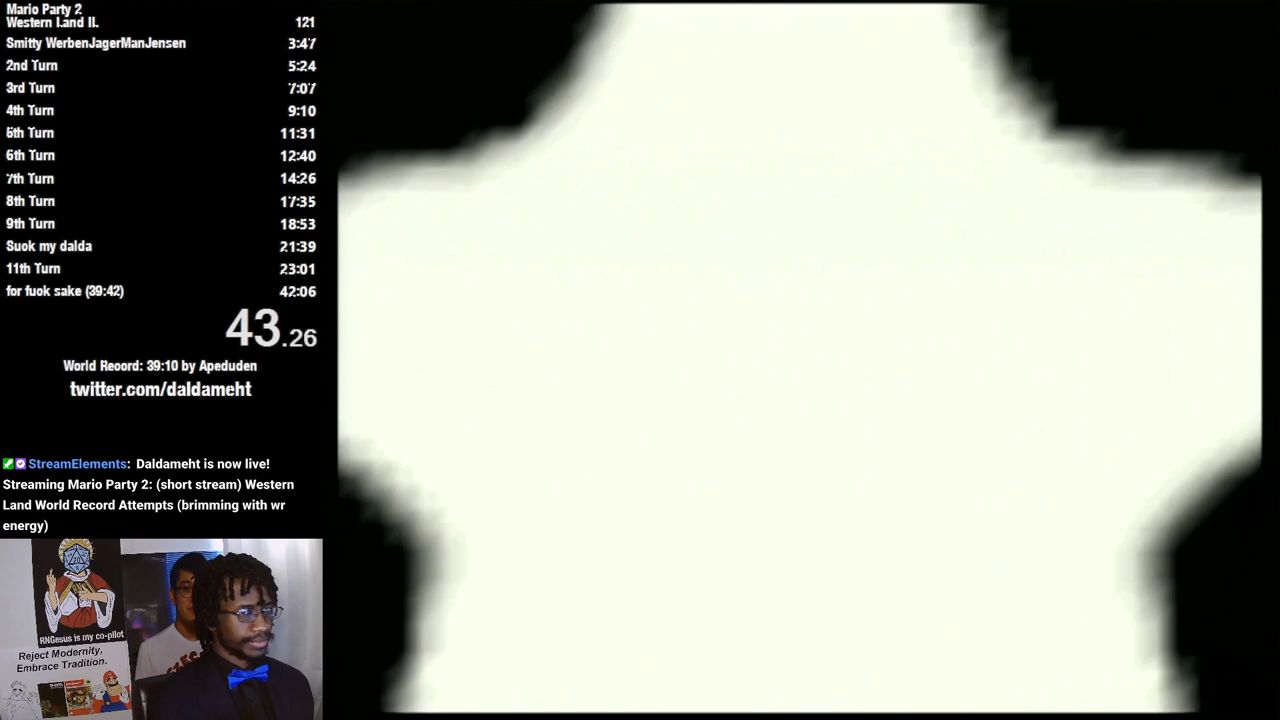 Mario Party 2
Western Land II. 121
Smitty WerbenJagerManJensen 3:47
2nd Turn 5:24
3rd Turn 7:07
4th Turn 9:10
5th Turn 11:31
6th Turn 12:40
7th Turn 14:26
8th Turn 17:35
9th Turn 18:53
Suok my dalda 21:39
11th Turn 23:01
for fuok sake (39:42) 42:06
43.26
World Reoord: 39:10 by Apeduden
twitter.com/daldameht
StreamElements: Daldameht is now live!
Streaming Mario Party 2: (short stream) Western
Land World Record Attempts (brimming with wr
energy)
RNGesus is my co-pilot
Reject Modernity,
Embrace Tradition.